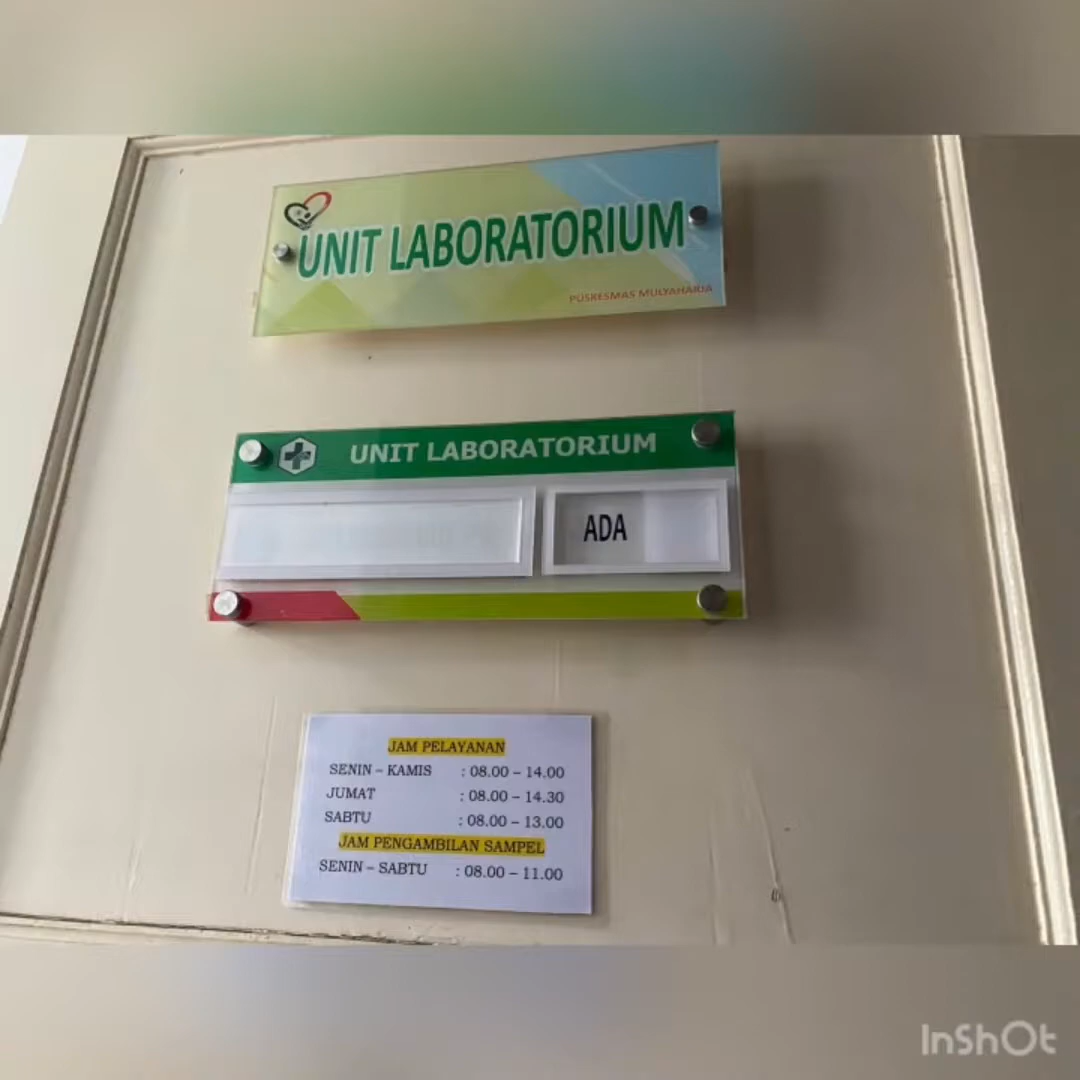 UNIT LABORATORIUM
PUSKESMAS MULYAHARJA
UNIT LABORATORIUM
ADA
JAM PELAYANAN
SENIN – KAMIS : 08.00 – 14.00
JUMAT : 08.00 – 14.30
SABTU : 08.00 – 13.00
JAM PENGAMBILAN SAMPEL
SENIN – SABTU : 08.00 – 11.00
InShOt